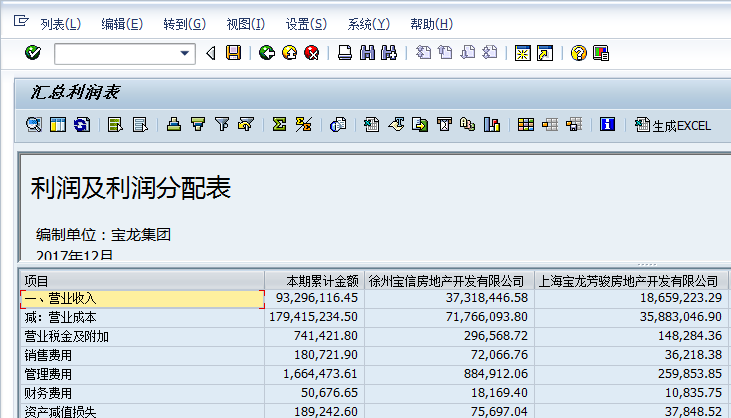 列表(L) 编辑(E) 转到(G) 视图(I) 设置(S) 系统(Y) 帮助(H)
汇总利润表
生成EXCEL
利润及利润分配表
编制单位：宝龙集团
2017年12月
项目 本期累计金额 徐州宝信房地产开发有限公司 上海宝龙芳骏房地产开发有限公司
一、营业收入 93,296,116.45 37,318,446.58 18,659,223.29
减：营业成本 179,415,234.50 71,766,093.80 35,883,046.90
营业税金及附加 741,421.80 296,568.72 148,284.36
销售费用 180,721.90 72,066.76 36,218.38
管理费用 1,664,473.61 884,912.06 259,853.85
财务费用 50,676.65 18,169.40 10,835.75
资产减值损失 189,242.60 75,697.04 37,848.52